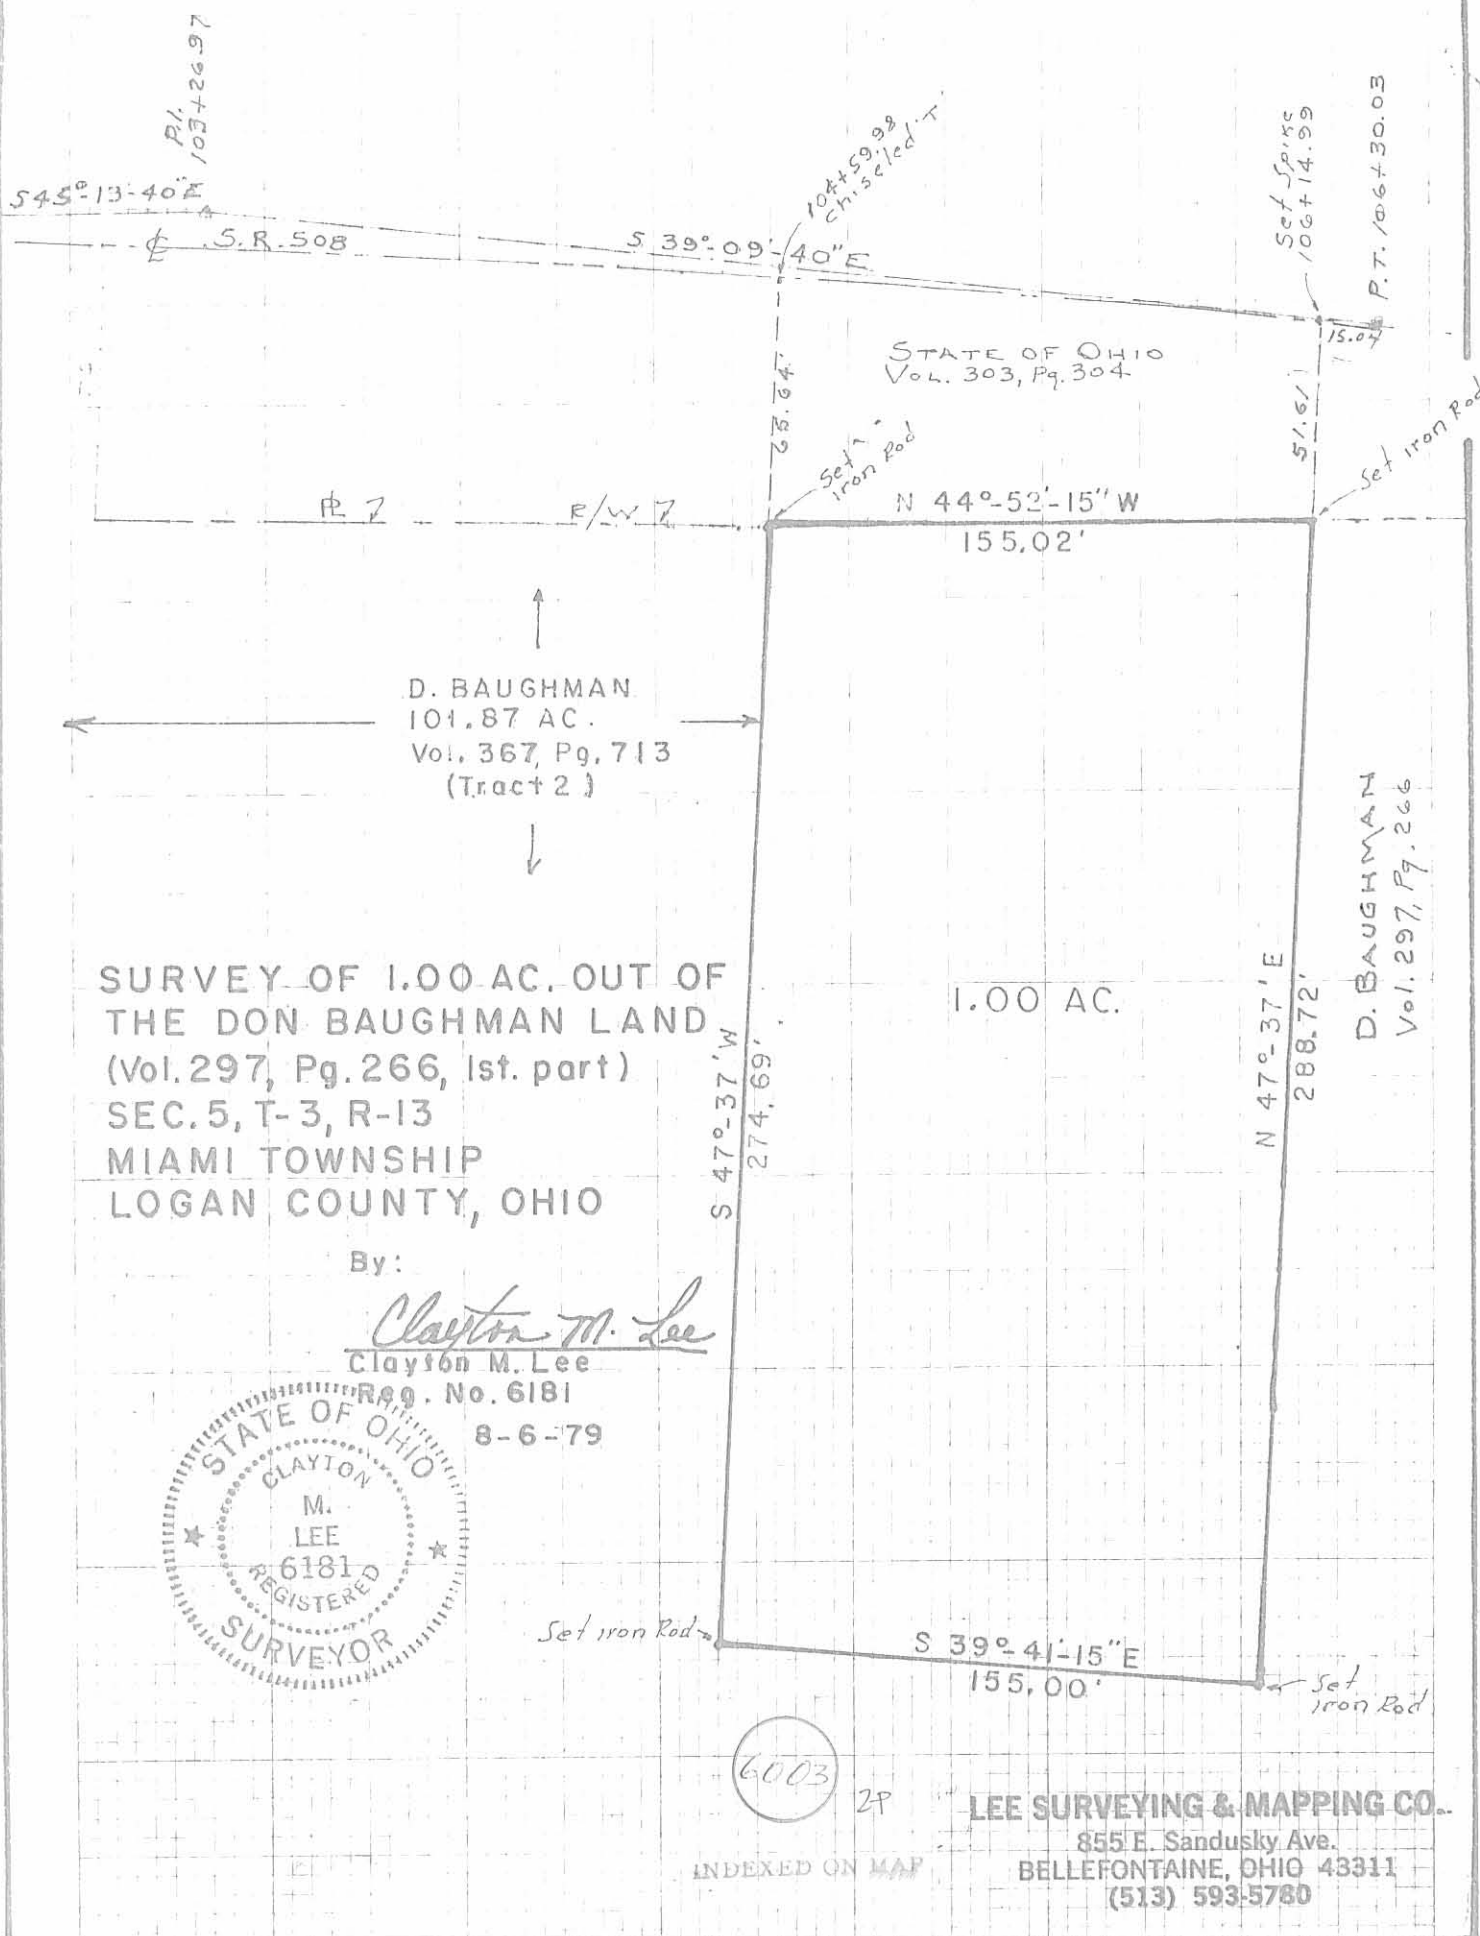 P.I.
103+26.97
S45°-13'-40"E
℄ S.R. 508
S 39°-09'-40"E
104+59.98
chiseled 'T'
Set Spike
106+14.99
P.T. 106+30.03
15.04
STATE OF OHIO
Vol. 303, Pg. 304
65.64'
51.61'
Set
Iron Rod
Set Iron Rod
PL
R/W
N 44°-52'-15" W
155.02'
D. BAUGHMAN
101.87 AC.
Vol. 367, Pg. 713
(Tract 2)
D. BAUGHMAN
Vol. 297, Pg. 266
SURVEY OF 1.00 AC. OUT OF
THE DON BAUGHMAN LAND
(Vol. 297, Pg. 266, 1st. part)
SEC. 5, T-3, R-13
MIAMI TOWNSHIP
LOGAN COUNTY, OHIO
S 47°-37' W
274.69'
1.00 AC.
N 47°-37' E
288.72'
By:
Clayton M. Lee
Clayton M. Lee
Reg. No. 6181
8-6-79
STATE OF OHIO
CLAYTON
M.
LEE
6181
REGISTERED
SURVEYOR
Set Iron Rod
S 39°-41'-15" E
155.00'
Set
Iron Rod
6003
2P
INDEXED ON MAP
LEE SURVEYING & MAPPING CO.
855 E. Sandusky Ave.
BELLEFONTAINE, OHIO 43311
(513) 593-5780